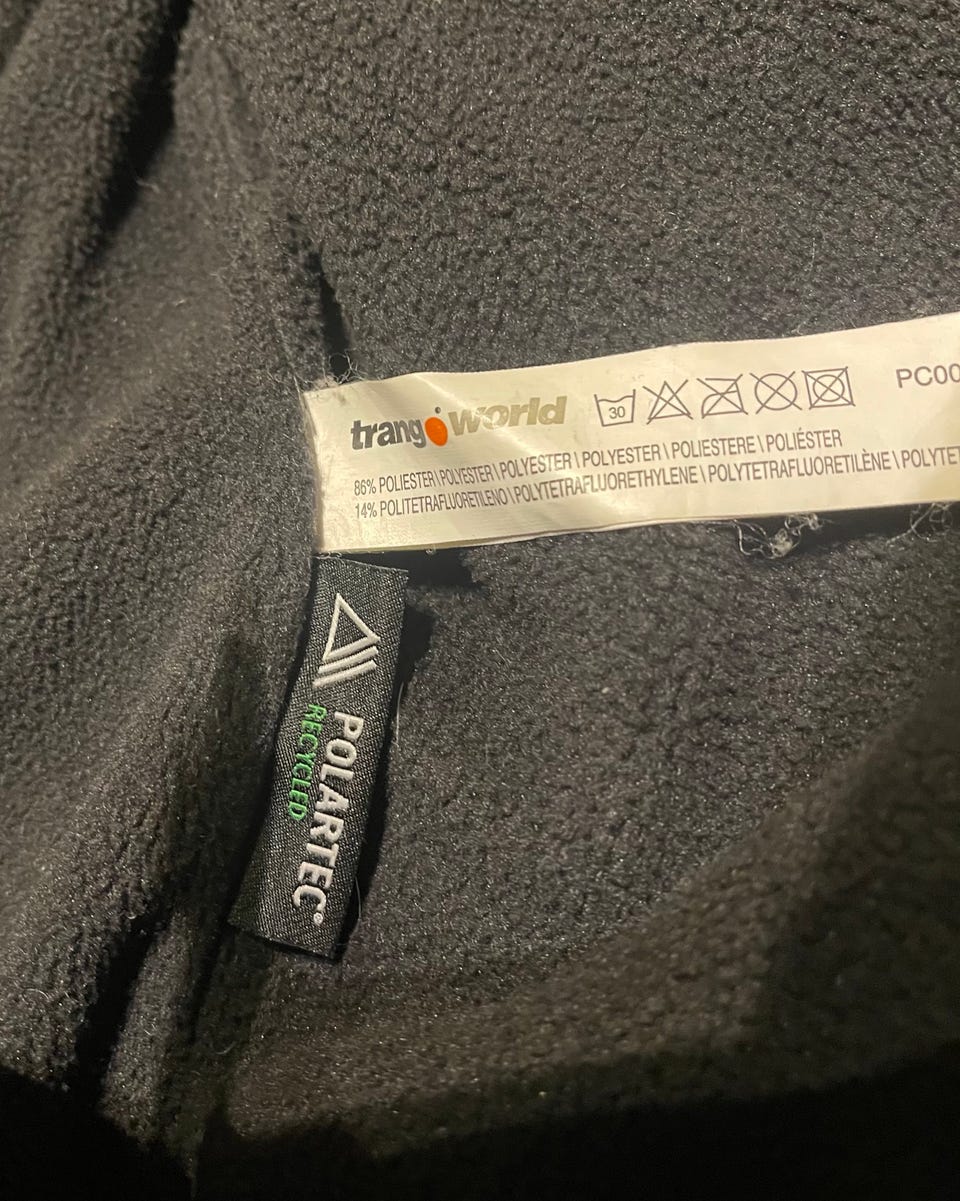 trangoworld
30
PC00
86% POLIESTER \ POLYESTER \ POLYESTER \ POLYESTER \ POLIESTERE \ POLIÉSTER
14% POLITETRAFLUORETILENO \ POLYTETRAFLUORETHYLENE \ POLYTETRAFLUORETILÈNE \ POLYTET
POLARTEC®
RECYCLED